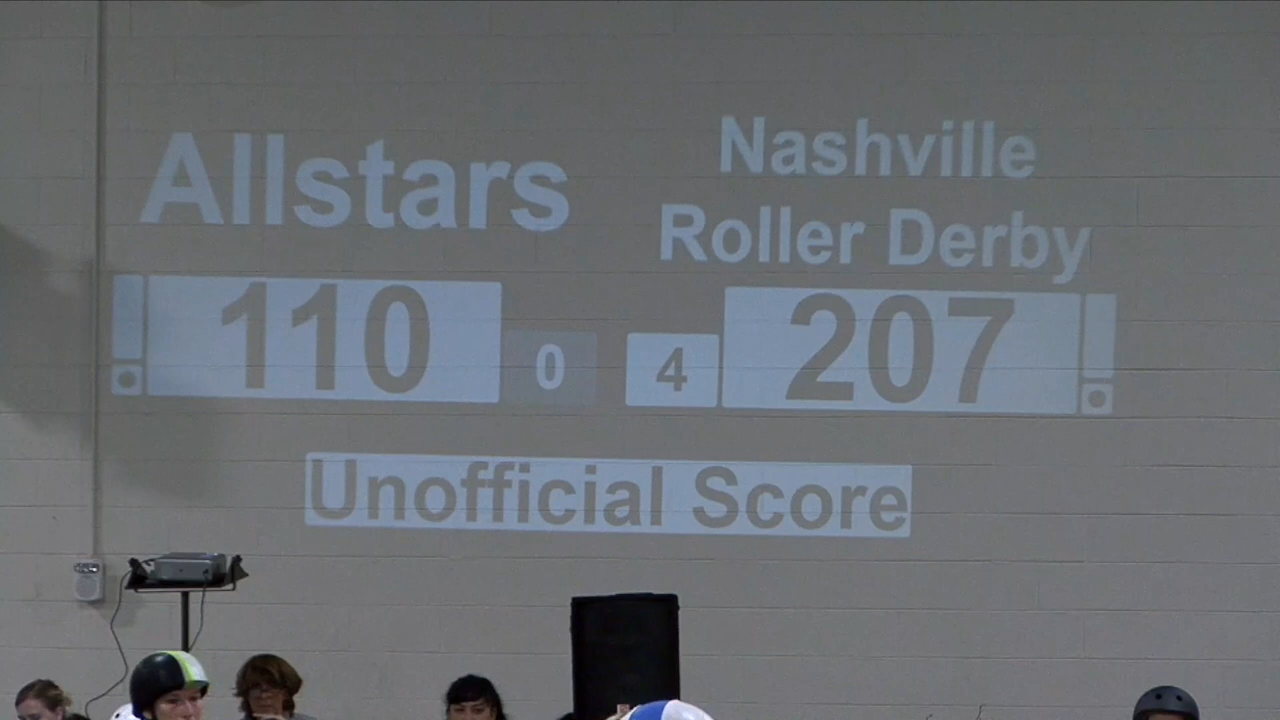 Allstars
Nashville
Roller Derby
110
0
4
207
Unofficial Score